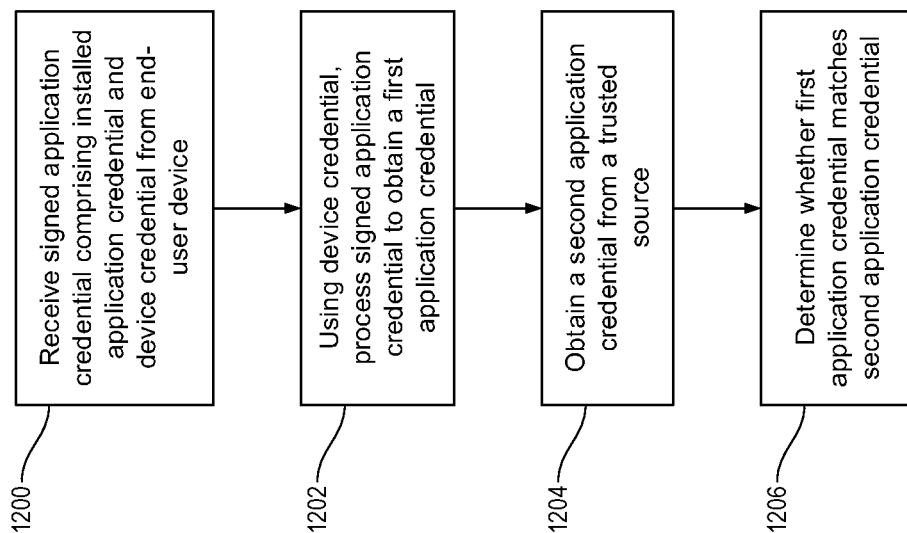 1200
Receive signed application
credential comprising installed
application credential and
device credential from end-
user device
1202
Using device credential,
process signed application
credential to obtain a first
application credential
1204
Obtain a second application
credential from a trusted
source
1206
Determine whether first
application credential matches
second application credential